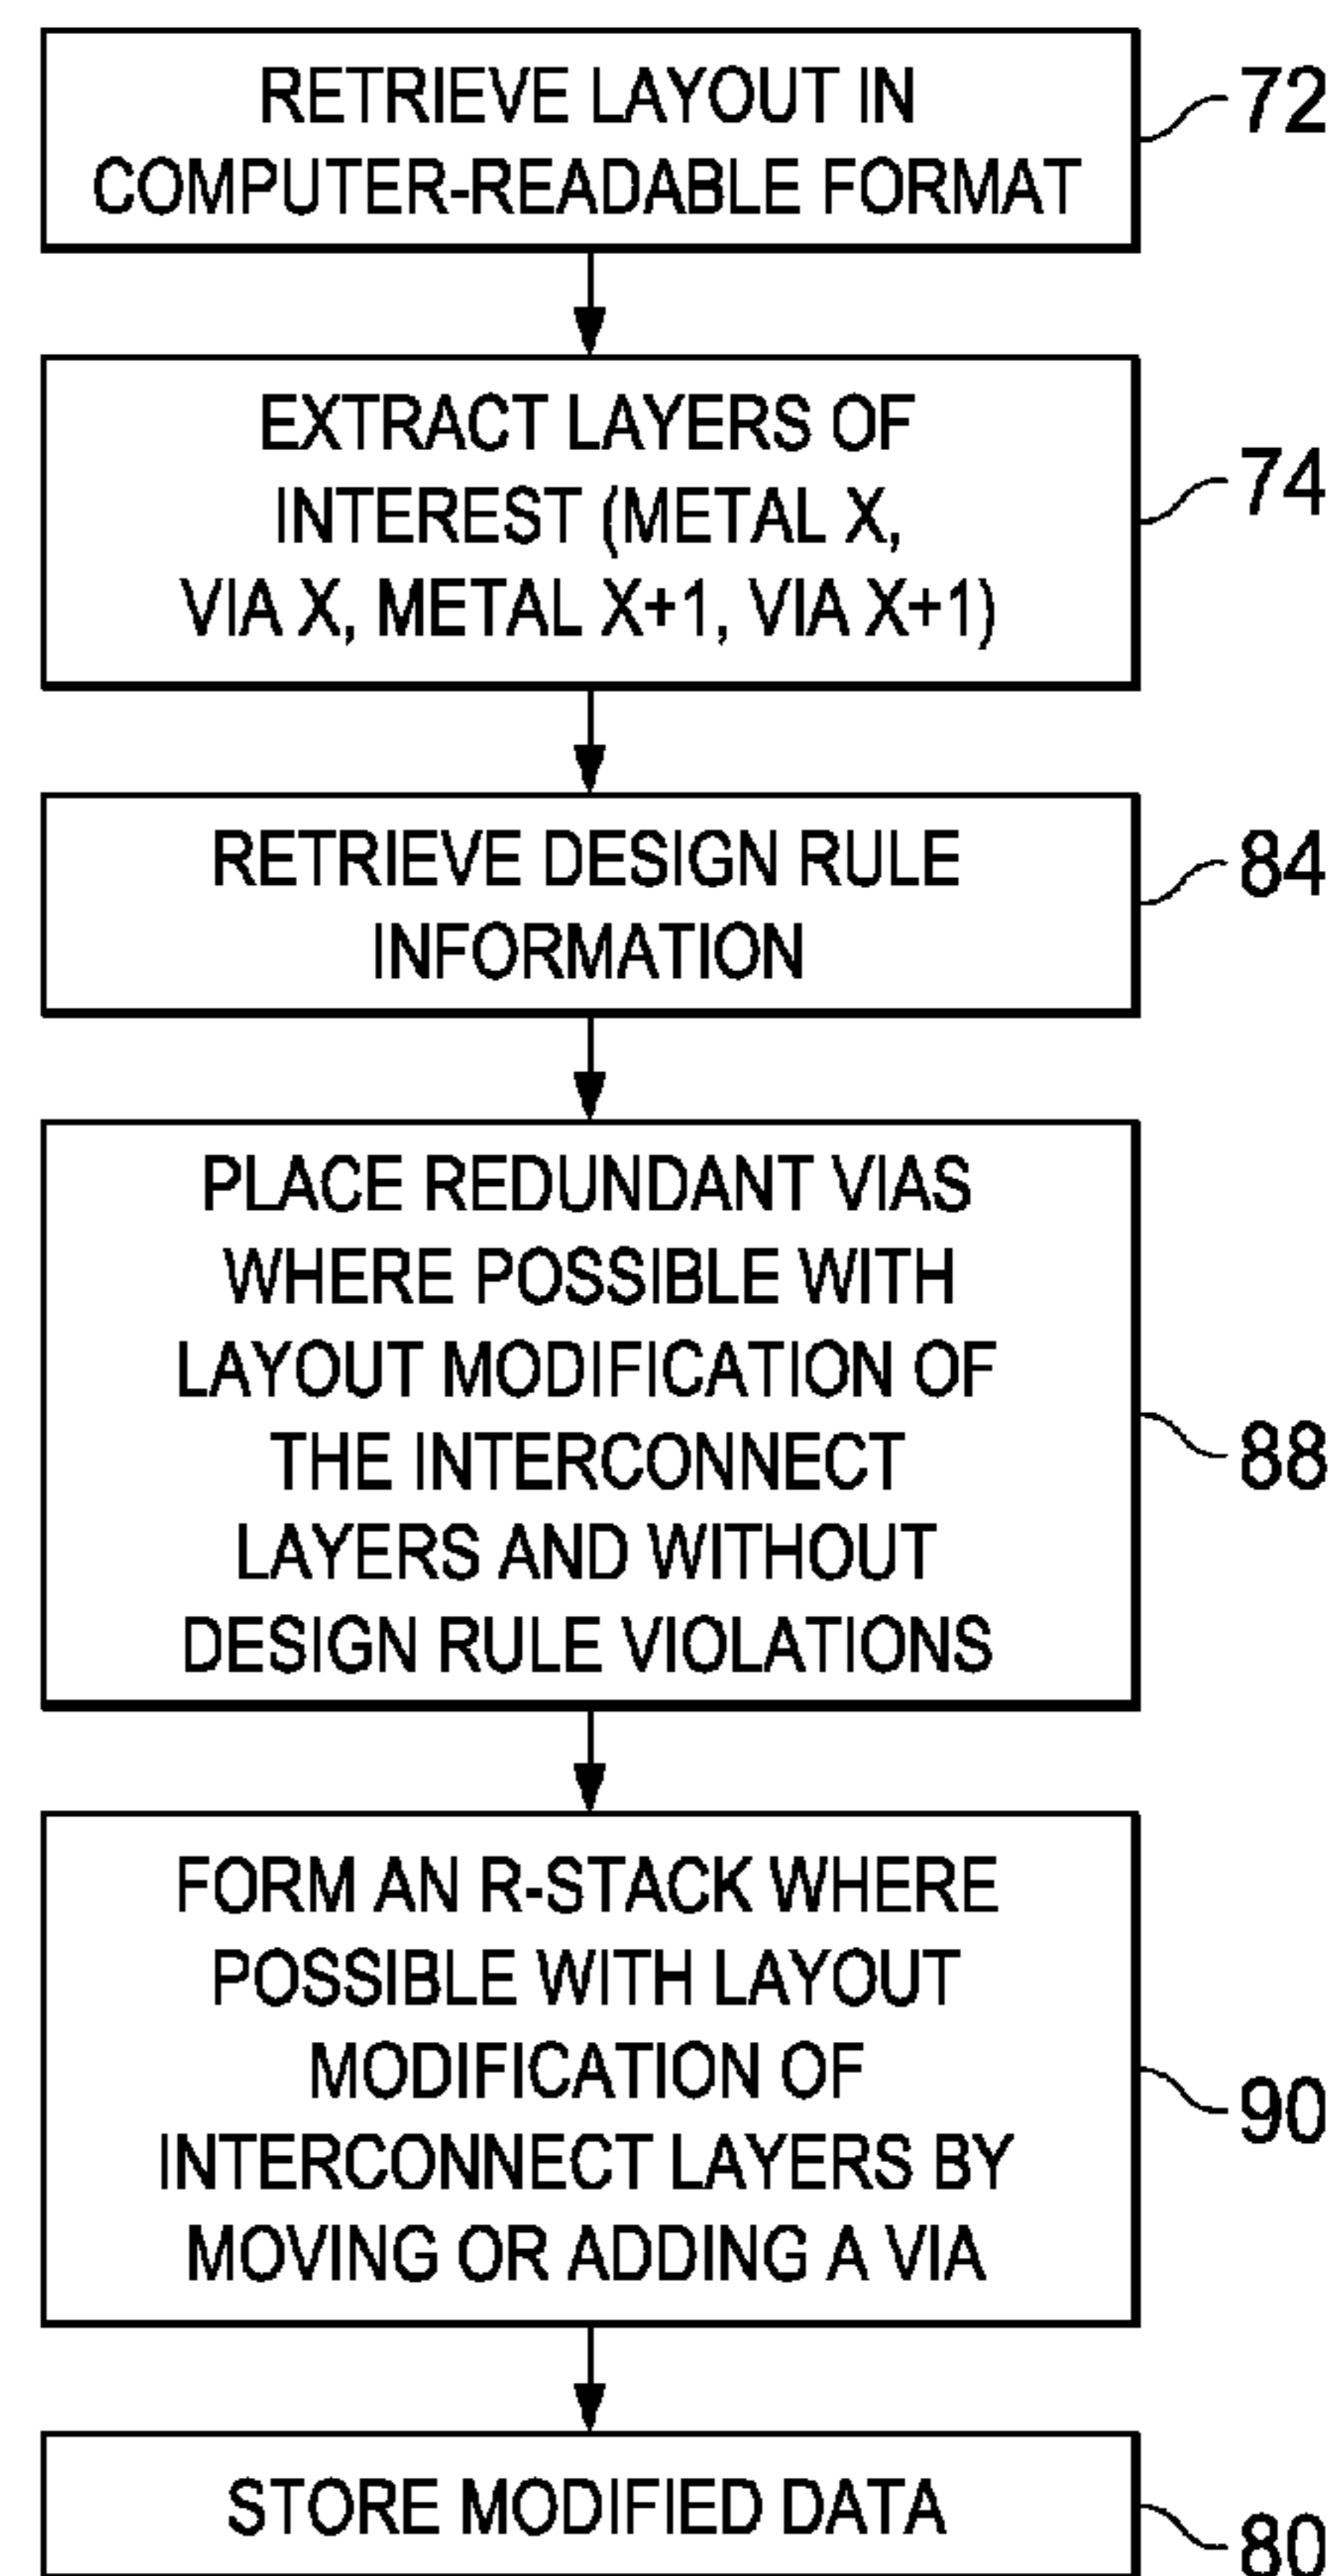 RETRIEVE LAYOUT IN
COMPUTER-READABLE FORMAT
72
EXTRACT LAYERS OF
INTEREST (METAL X,
VIA X, METAL X+1, VIA X+1)
74
RETRIEVE DESIGN RULE
INFORMATION
84
PLACE REDUNDANT VIAS
WHERE POSSIBLE WITH
LAYOUT MODIFICATION OF
THE INTERCONNECT
LAYERS AND WITHOUT
DESIGN RULE VIOLATIONS
88
FORM AN R-STACK WHERE
POSSIBLE WITH LAYOUT
MODIFICATION OF
INTERCONNECT LAYERS BY
MOVING OR ADDING A VIA
90
STORE MODIFIED DATA
80